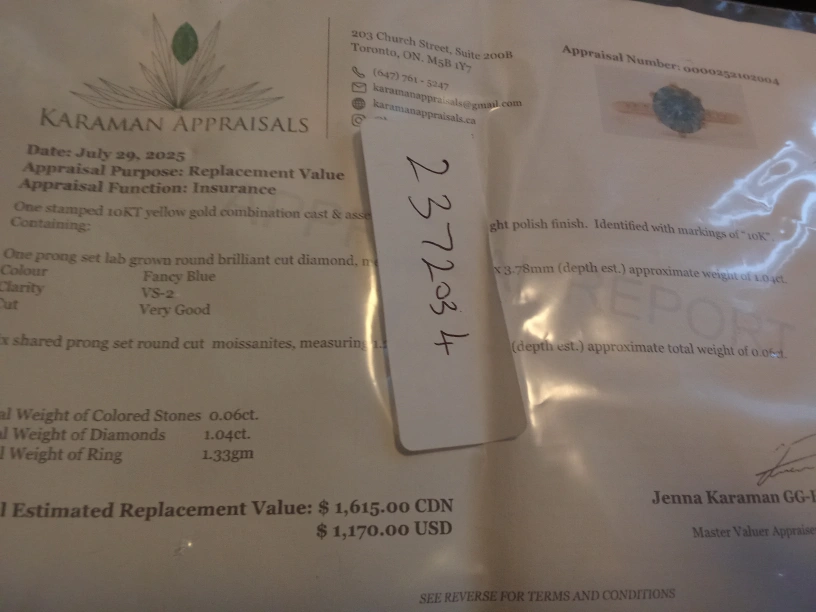 KARAMAN APPRAISALS
203 Church Street, Suite 200B
Toronto, ON. M5B 1Y7
(647) 761 - 5247
karamanappraisals@gmail.com
karamanappraisals.ca
Appraisal Number: 0000252102004
Date: July 29, 2025
Appraisal Purpose: Replacement Value
Appraisal Function: Insurance
One stamped 10KT yellow gold combination cast & asse ght polish finish. Identified with markings of "10K".
Containing:
One prong set lab grown round brilliant cut diamond, m x 3.78mm (depth est.) approximate weight of 1.04ct.
Colour Fancy Blue
Clarity VS-2
Cut Very Good
x shared prong set round cut moissanites, measuring 1. (depth est.) approximate total weight of 0.06ct.
2372034
al Weight of Colored Stones 0.06ct.
al Weight of Diamonds 1.04ct.
l Weight of Ring 1.33gm
l Estimated Replacement Value: $ 1,615.00 CDN
$ 1,170.00 USD
Jenna Karaman GG-
Master Valuer Appraise
SEE REVERSE FOR TERMS AND CONDITIONS
REPORT